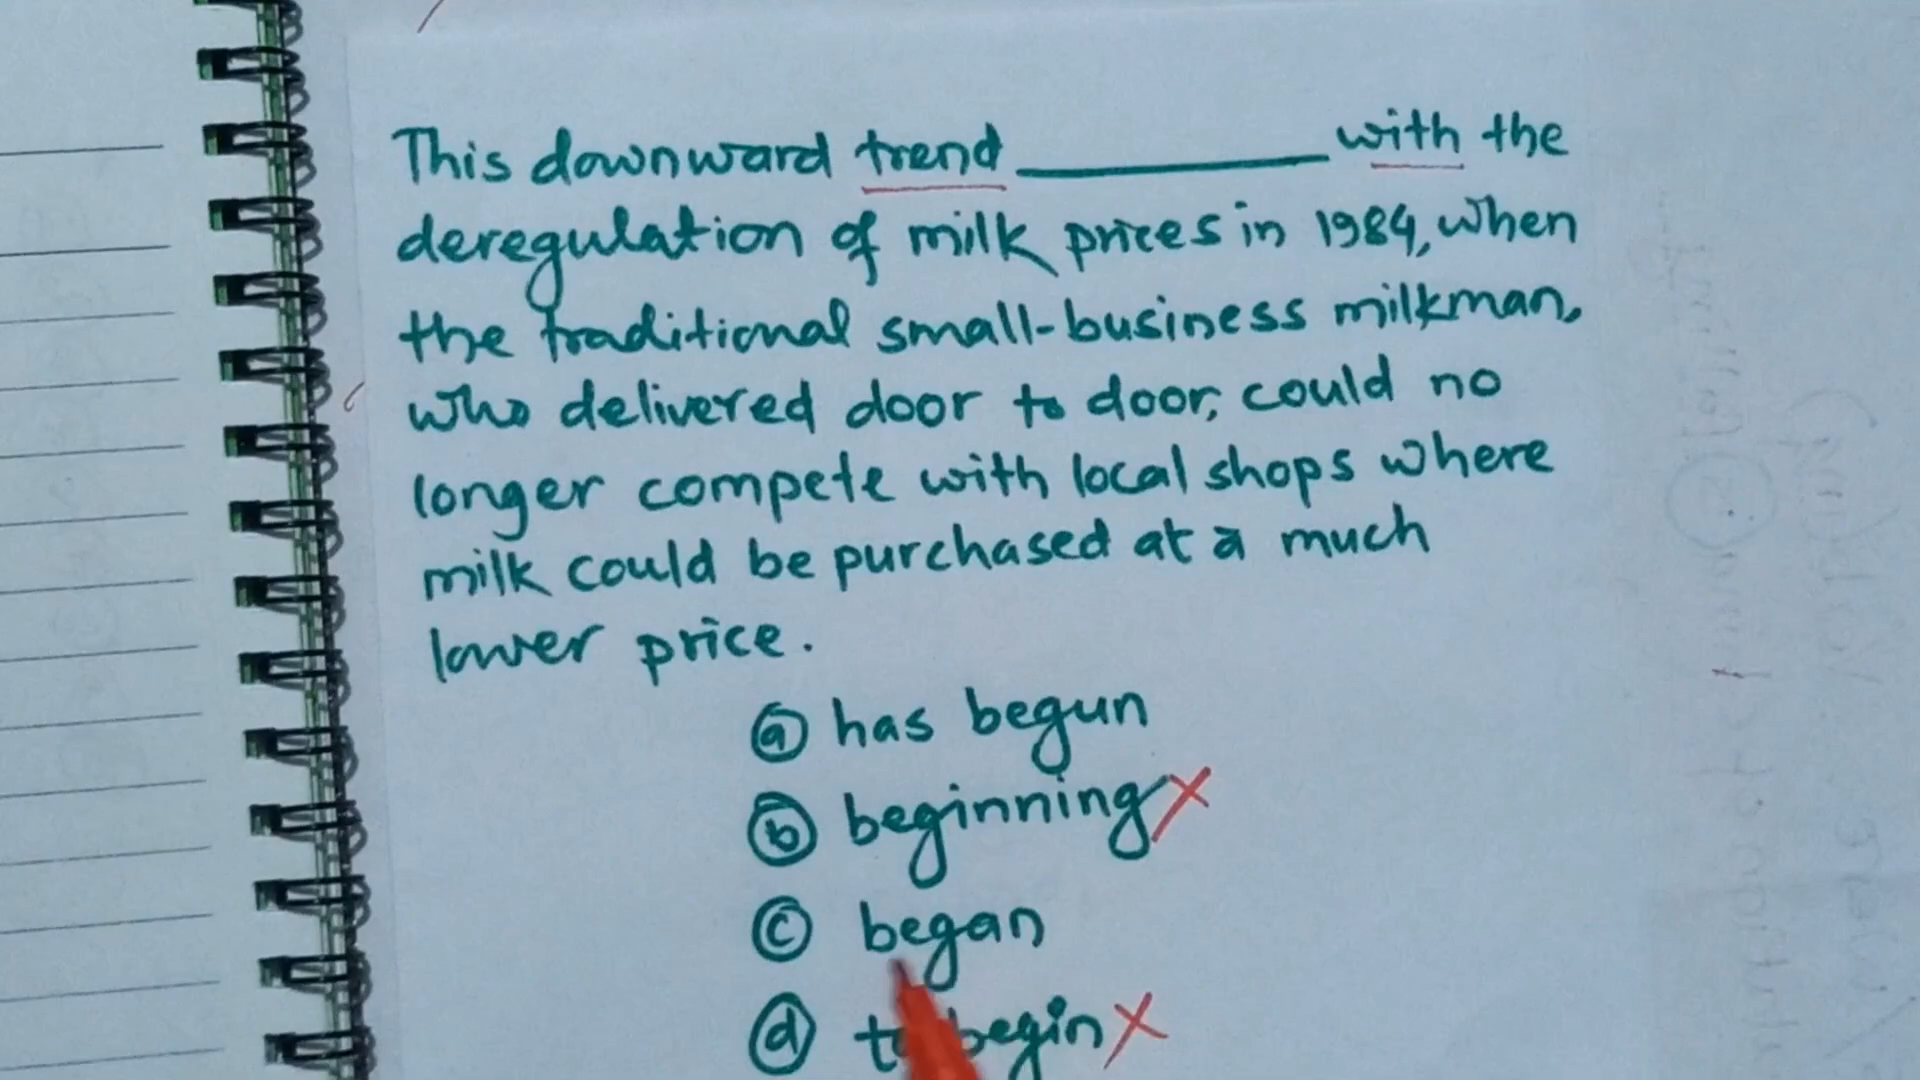 This downward trend __________ with the
deregulation of milk prices in 1984, when
the traditional small-business milkman,
who delivered door to door, could no
longer compete with local shops where
milk could be purchased at a much
lower price.
ⓐ has begun
ⓑ beginning ✗
ⓒ began
ⓓ to begin ✗